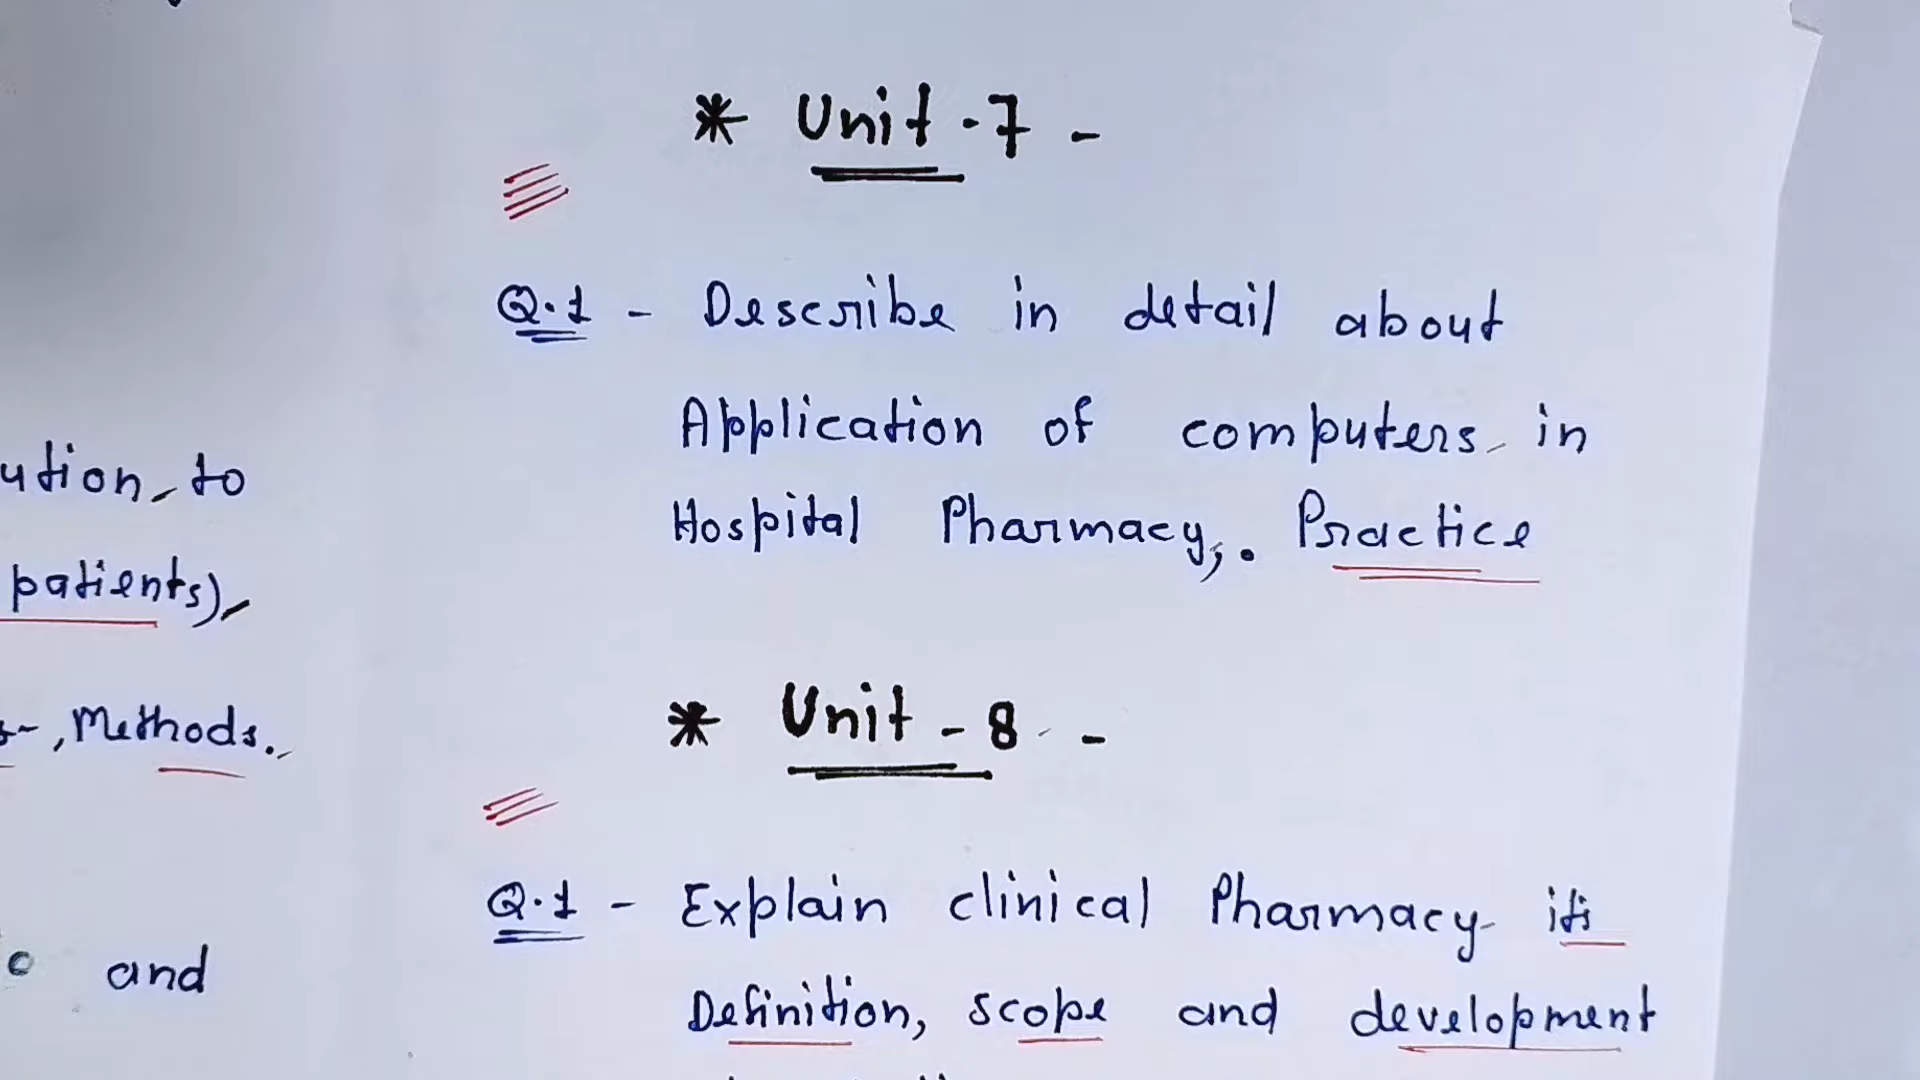 * Unit-7 -
Q.1 - Describe in detail about
Application of computers in
Hospital Pharmacy,. Practice
* Unit-8 -
Q.1 - Explain clinical Pharmacy its
Definition, scope and development
ution, to
patients),
, Methods.
and